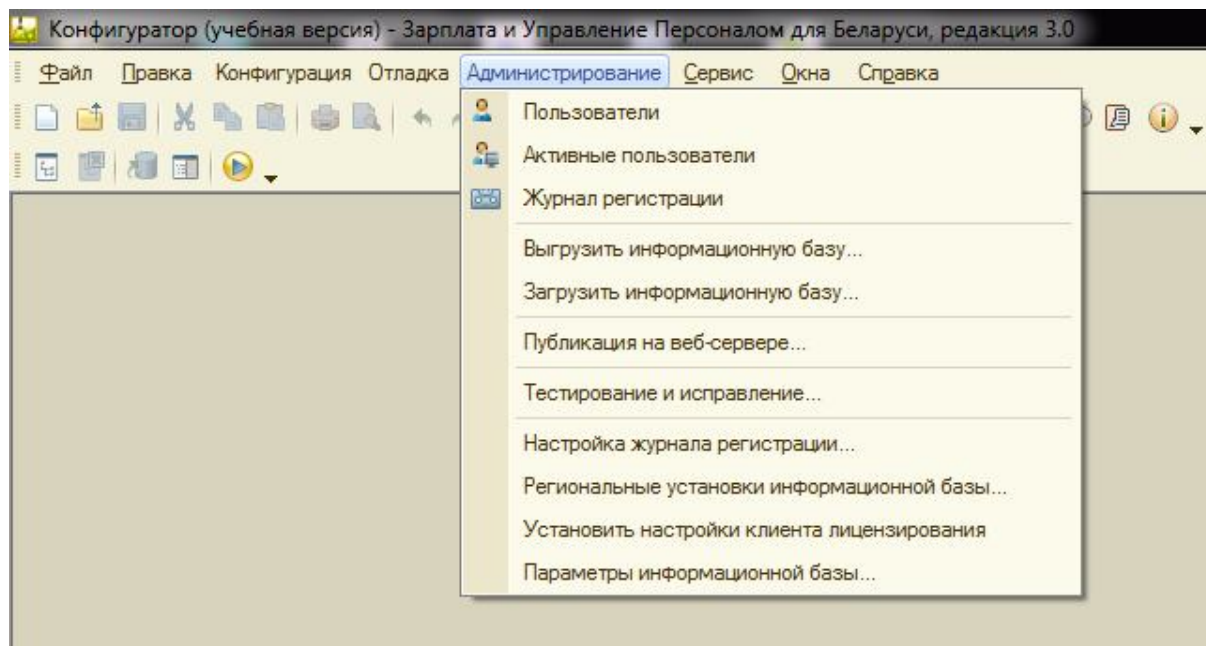 Конфигуратор (учебная версия) - Зарплата и Управление Персоналом для Беларуси, редакция 3.0
Файл Правка Конфигурация Отладка Администрирование Сервис Окна Справка
Пользователи
Активные пользователи
Журнал регистрации
Выгрузить информационную базу...
Загрузить информационную базу...
Публикация на веб-сервере...
Тестирование и исправление...
Настройка журнала регистрации...
Региональные установки информационной базы...
Установить настройки клиента лицензирования
Параметры информационной базы...